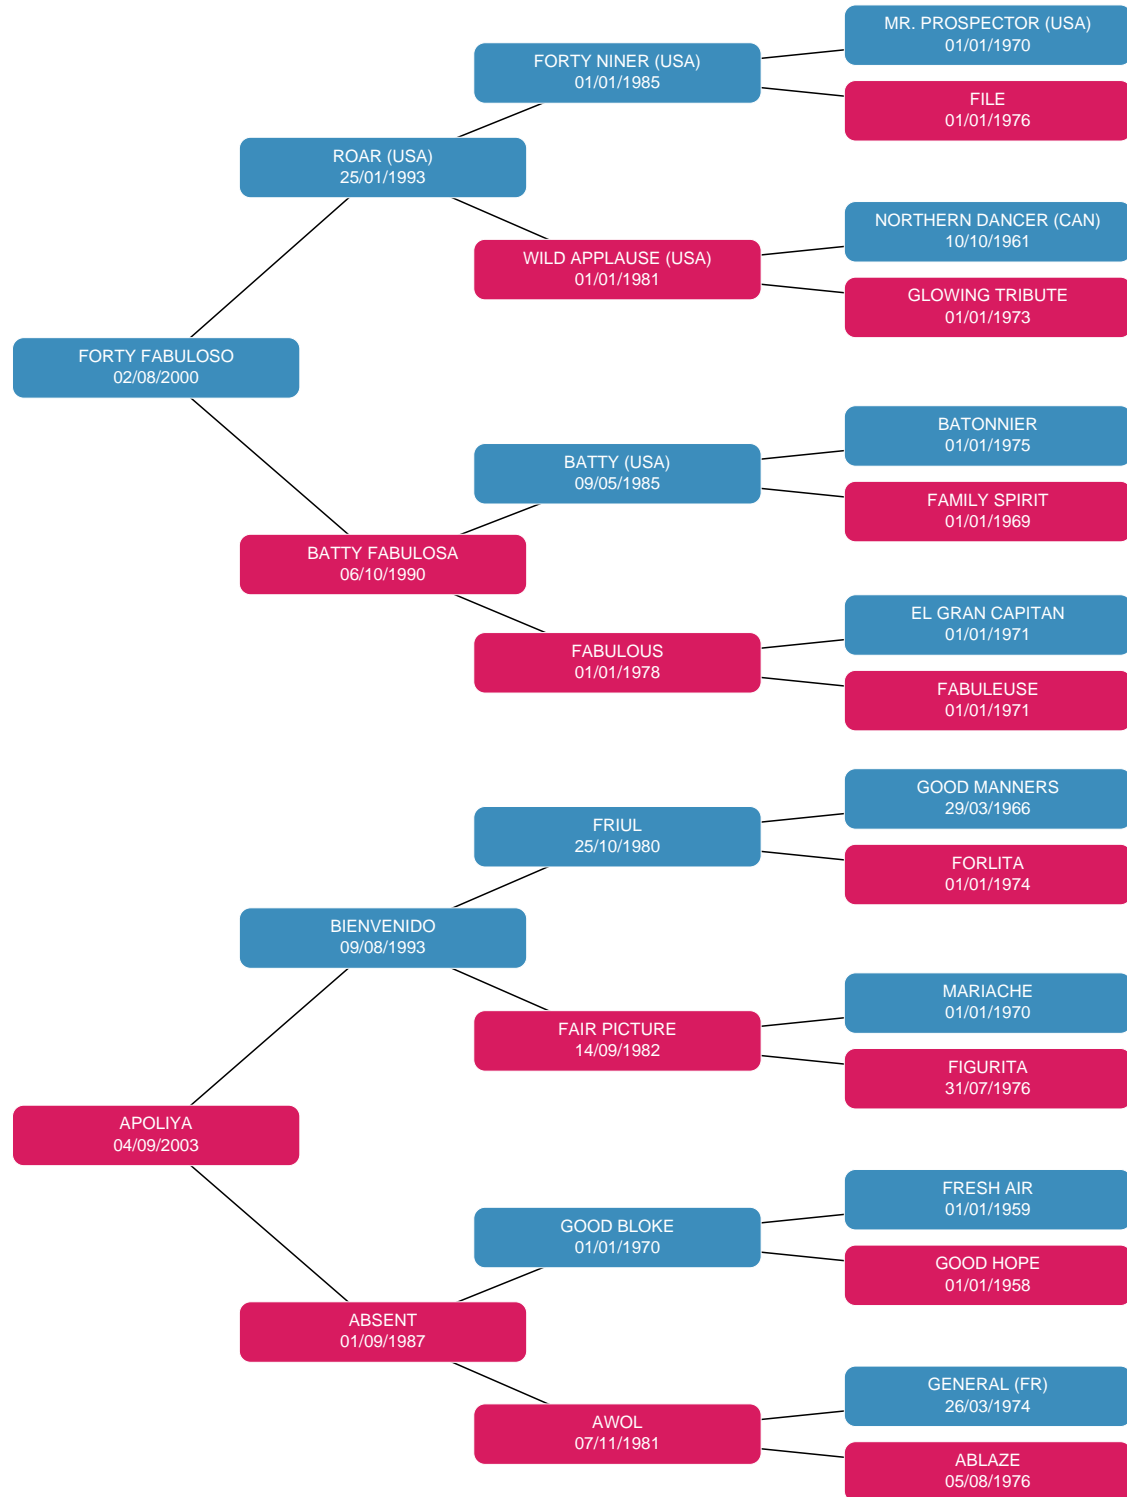 MR. PROSPECTOR (USA)
01/01/1970
FORTY NINER (USA)
01/01/1985
FILE
01/01/1976
ROAR (USA)
25/01/1993
NORTHERN DANCER (CAN)
10/10/1961
WILD APPLAUSE (USA)
01/01/1981
GLOWING TRIBUTE
01/01/1973
FORTY FABULOSO
02/08/2000
BATONNIER
01/01/1975
BATTY (USA)
09/05/1985
FAMILY SPIRIT
01/01/1969
BATTY FABULOSA
06/10/1990
EL GRAN CAPITAN
01/01/1971
FABULOUS
01/01/1978
FABULEUSE
01/01/1971
GOOD MANNERS
29/03/1966
FRIUL
25/10/1980
FORLITA
01/01/1974
BIENVENIDO
09/08/1993
MARIACHE
01/01/1970
FAIR PICTURE
14/09/1982
FIGURITA
31/07/1976
APOLIYA
04/09/2003
FRESH AIR
01/01/1959
GOOD BLOKE
01/01/1970
GOOD HOPE
01/01/1958
ABSENT
01/09/1987
GENERAL (FR)
26/03/1974
AWOL
07/11/1981
ABLAZE
05/08/1976